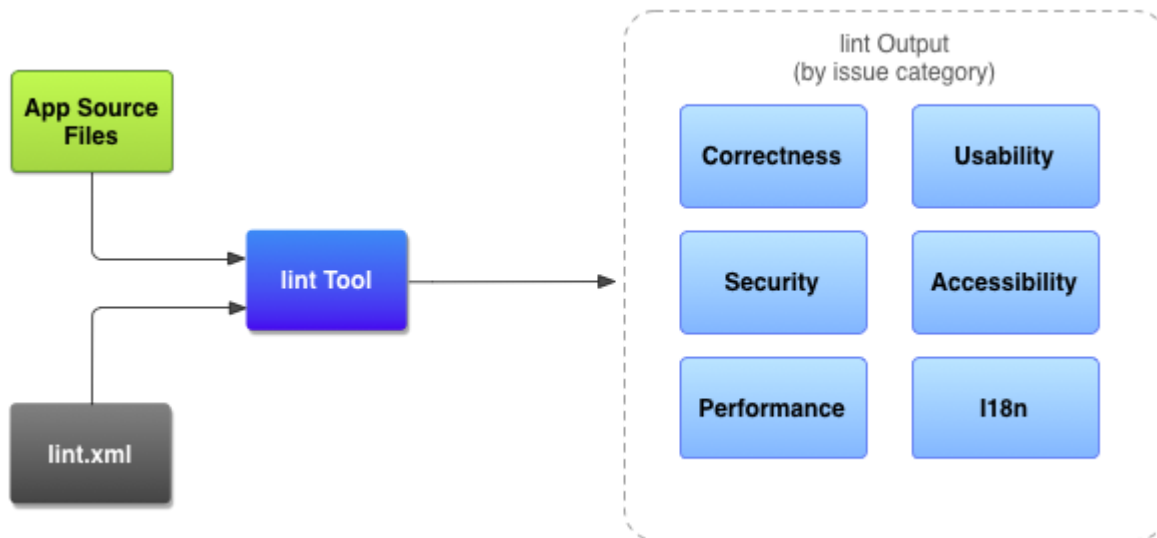 lint Output
(by issue category)
App Source
Files
Correctness
Usability
lint Tool
Security
Accessibility
lint.xml
Performance
I18n